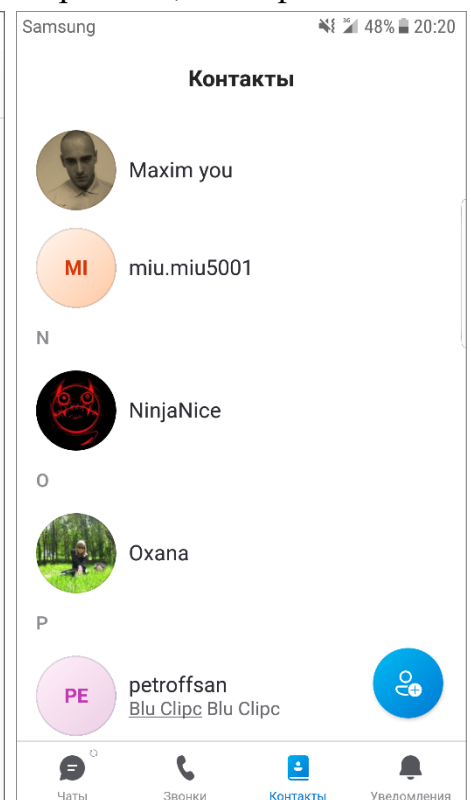 Samsung 48% 20:20
Контакты
Maxim you
MI miu.miu5001
N
NinjaNice
O
Oxana
P
PE petroffsan
Blu Clipc Blu Clipc
Чаты Звонки Контакты Уведомления